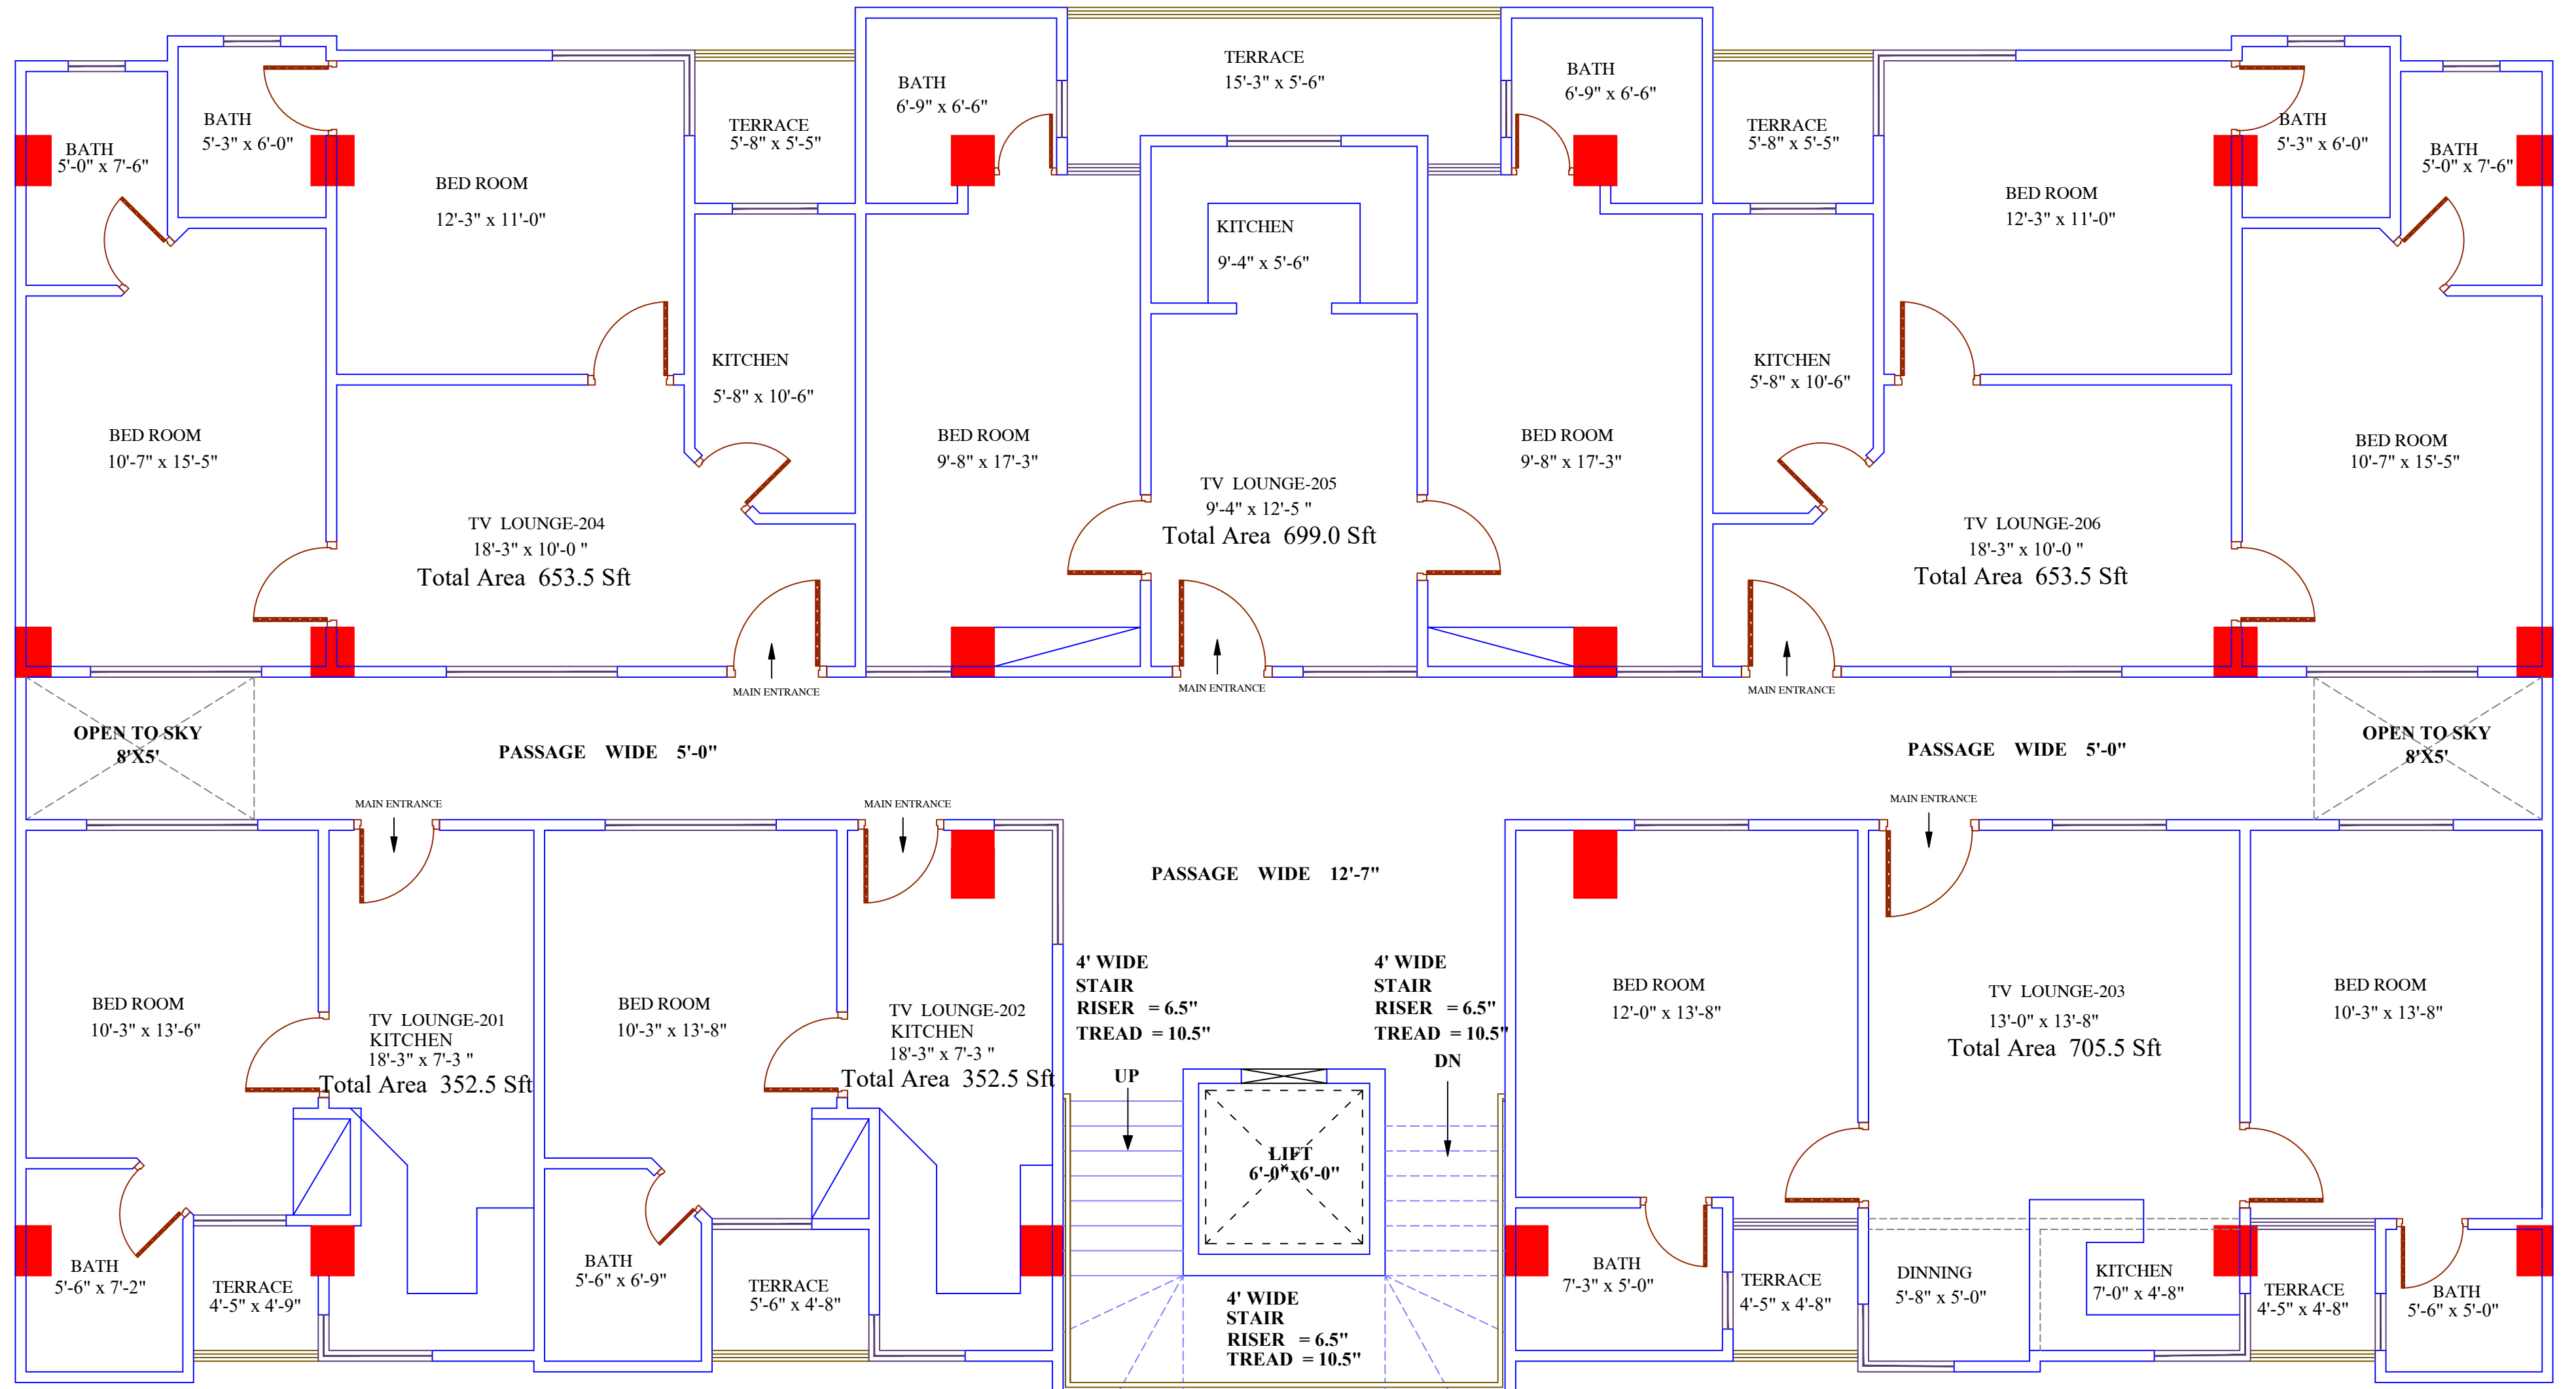 TERRACE
15'-3" x 5'-6"
BATH
6'-9" x 6'-6"
BATH
6'-9" x 6'-6"
BATH
5'-0" x 7'-6"
BATH
5'-3" x 6'-0"
BED ROOM
12'-3" x 11'-0"
TERRACE
5'-8" x 5'-5"
TERRACE
5'-8" x 5'-5"
BED ROOM
12'-3" x 11'-0"
BATH
5'-3" x 6'-0"
BATH
5'-0" x 7'-6"
KITCHEN
9'-4" x 5'-6"
KITCHEN
5'-8" x 10'-6"
KITCHEN
5'-8" x 10'-6"
BED ROOM
10'-7" x 15'-5"
BED ROOM
9'-8" x 17'-3"
BED ROOM
9'-8" x 17'-3"
BED ROOM
10'-7" x 15'-5"
TV LOUNGE-204
18'-3" x 10'-0 "
Total Area 653.5 Sft
TV LOUNGE-205
9'-4" x 12'-5 "
Total Area 699.0 Sft
TV LOUNGE-206
18'-3" x 10'-0 "
Total Area 653.5 Sft
MAIN ENTRANCE
MAIN ENTRANCE
MAIN ENTRANCE
OPEN TO SKY
8'X5'
PASSAGE WIDE 5'-0"
PASSAGE WIDE 5'-0"
OPEN TO SKY
8'X5'
MAIN ENTRANCE
MAIN ENTRANCE
MAIN ENTRANCE
PASSAGE WIDE 12'-7"
BED ROOM
10'-3" x 13'-6"
TV LOUNGE-201
KITCHEN
18'-3" x 7'-3 "
Total Area 352.5 Sft
BED ROOM
10'-3" x 13'-8"
TV LOUNGE-202
KITCHEN
18'-3" x 7'-3 "
Total Area 352.5 Sft
4' WIDE
STAIR
RISER = 6.5"
TREAD = 10.5"
UP
4' WIDE
STAIR
RISER = 6.5"
TREAD = 10.5"
DN
BED ROOM
12'-0" x 13'-8"
TV LOUNGE-203
13'-0" x 13'-8"
Total Area 705.5 Sft
BED ROOM
10'-3" x 13'-8"
LIFT
6'-0"x6'-0"
BATH
5'-6" x 7'-2"
TERRACE
4'-5" x 4'-9"
BATH
5'-6" x 6'-9"
TERRACE
5'-6" x 4'-8"
4' WIDE
STAIR
RISER = 6.5"
TREAD = 10.5"
BATH
7'-3" x 5'-0"
TERRACE
4'-5" x 4'-8"
DINNING
5'-8" x 5'-0"
KITCHEN
7'-0" x 4'-8"
TERRACE
4'-5" x 4'-8"
BATH
5'-6" x 5'-0"